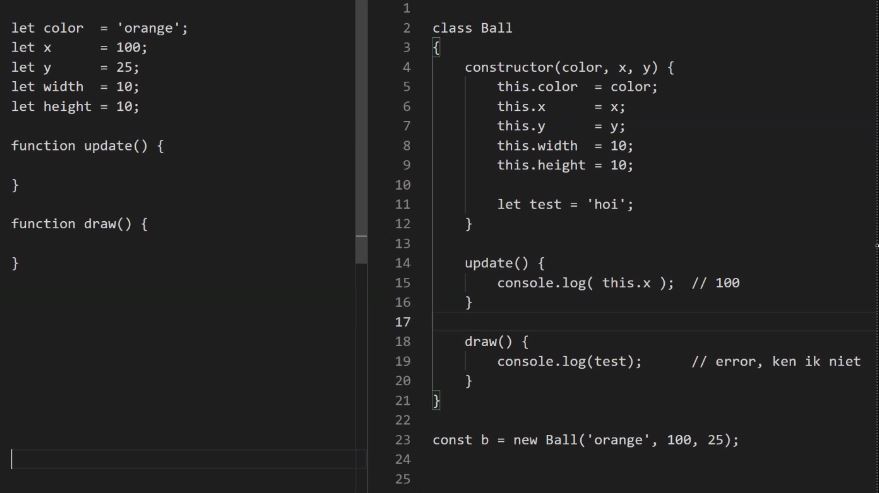 let color  = 'orange';
let x      = 100;
let y      = 25;
let width  = 10;
let height = 10;
function update() {
}
function draw() {
}
1
2 class Ball
3 {
4     constructor(color, x, y) {
5         this.color  = color;
6         this.x      = x;
7         this.y      = y;
8         this.width  = 10;
9         this.height = 10;
10
11         let test = 'hoi';
12     }
13
14     update() {
15         console.log( this.x );  // 100
16     }
17
18     draw() {
19         console.log(test);      // error, ken ik niet
20     }
21 }
22
23 const b = new Ball('orange', 100, 25);
24
25